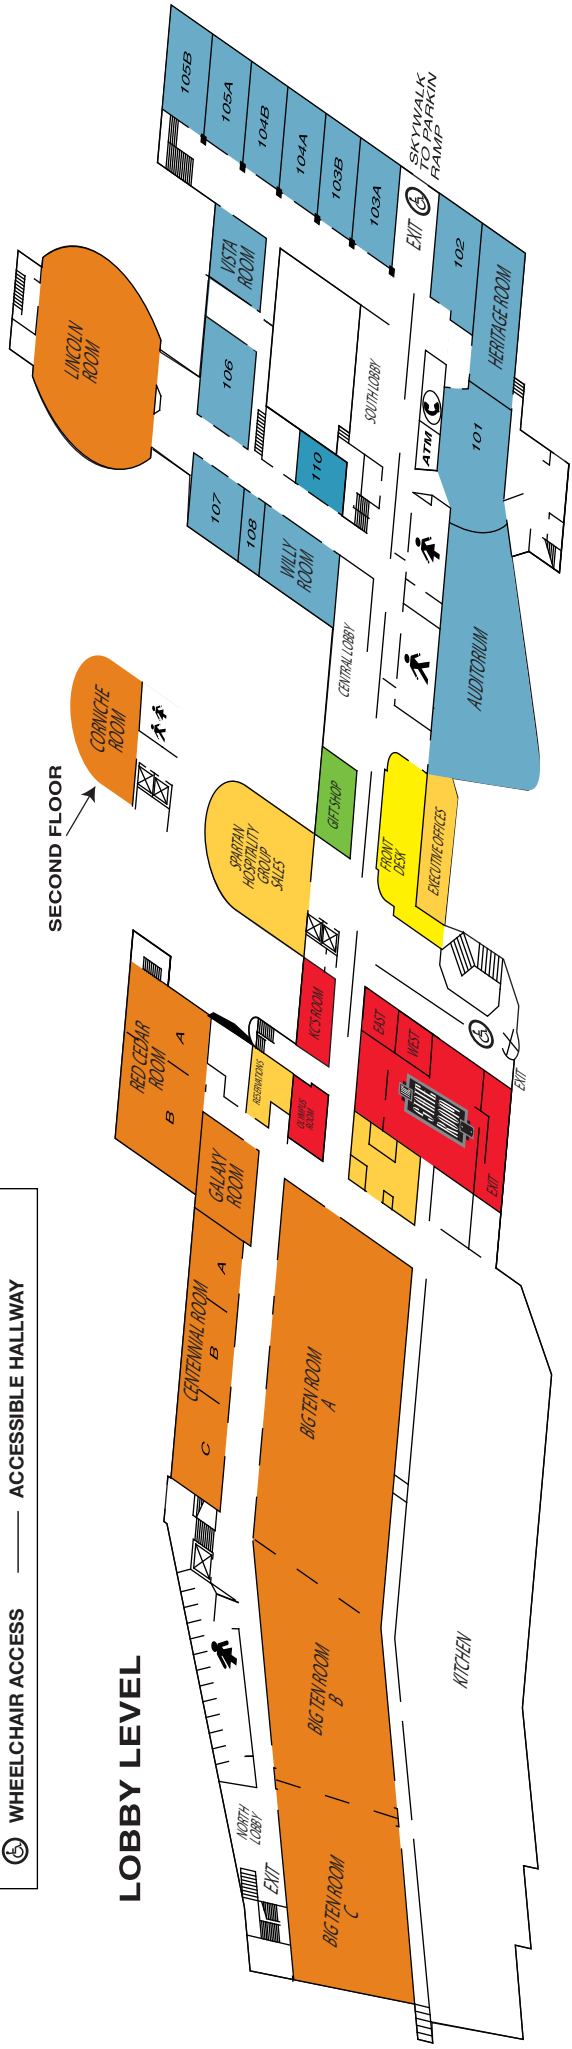 WHEELCHAIR ACCESS
ACCESSIBLE HALLWAY
LOBBY LEVEL
SECOND FLOOR
CORNICHE
ROOM
LINCOLN
ROOM
105B
105A
104B
104A
103B
103A
EXIT
SKYWALK
TO PARKIN
RAMP
VISTA
ROOM
106
102
HERITAGE ROOM
SOUTH LOBBY
ATM
101
110
107
108
WILLY
ROOM
CENTRAL LOBBY
AUDITORIUM
GIFT SHOP
FRONT
DESK
EXECUTIVE OFFICES
SPARTAN
HOSPITALITY
GROUP
SALES
KC'S ROOM
OLYMPUS
ROOM
RESERVATIONS
EAST
WEST
EXIT
EXIT
RED CEDAR
ROOM
A
B
GALAXY
ROOM
CENTENNIAL ROOM
A
B
C
BIG TEN ROOM
A
BIG TEN ROOM
B
BIG TEN ROOM
C
KITCHEN
NORTH
LOBBY
EXIT